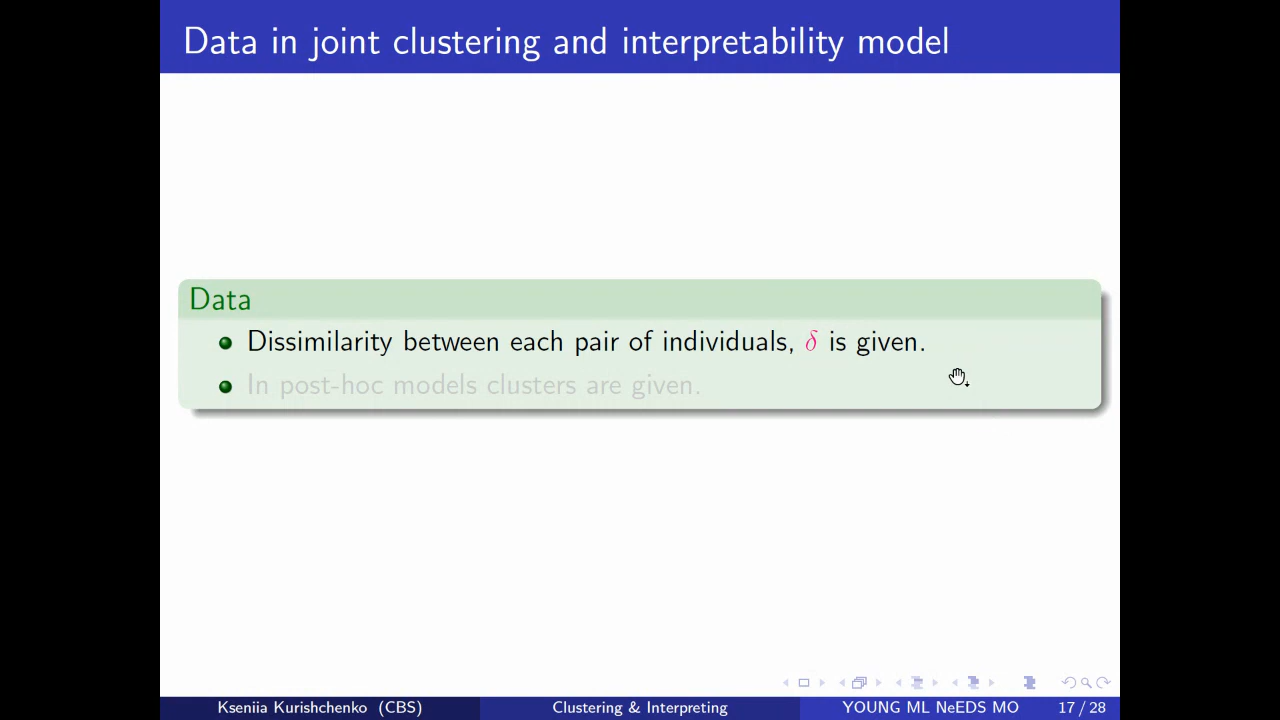 Data in joint clustering and interpretability model
Data
Dissimilarity between each pair of individuals, δ is given.
In post-hoc models clusters are given.
Kseniia Kurishchenko (CBS)
Clustering & Interpreting
YOUNG ML NeEDS MO
17 / 28